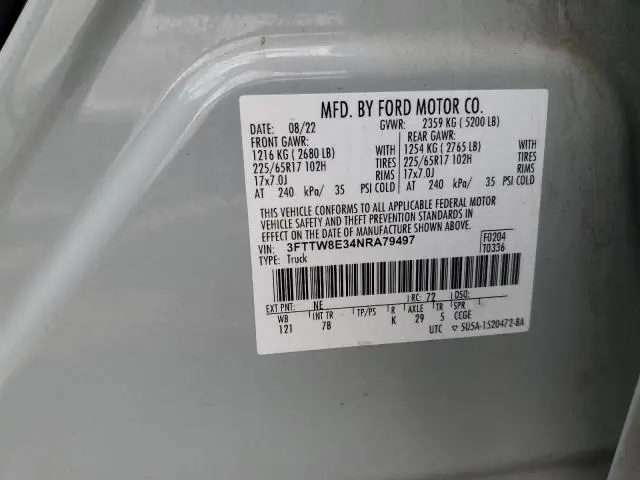 MFD. BY FORD MOTOR CO.
DATE: 08/22 GVWR: 2359 KG ( 5200 LB)
FRONT GAWR: REAR GAWR:
1216 KG ( 2680 LB) WITH 1254 KG ( 2765 LB) WITH
225/65R17 102H TIRES 225/65R17 102H TIRES
17x7.0J RIMS 17x7.0J RIMS
AT 240 kPa/ 35 PSI COLD AT 240 kPa/ 35 PSI COLD
THIS VEHICLE CONFORMS TO ALL APPLICABLE FEDERAL MOTOR
VEHICLE SAFETY AND THEFT PREVENTION STANDARDS IN
EFFECT ON THE DATE OF MANUFACTURE SHOWN ABOVE.
VIN: 3FTTW8E34NRA79497 F0204
TYPE: Truck T0336
EXT PNT: NE RC: 72 DSO:
WB INT TR TP/PS R AXLE TR SPR
121 7B K 29 5 CCGE
UTC 5U5A-1520472-BA